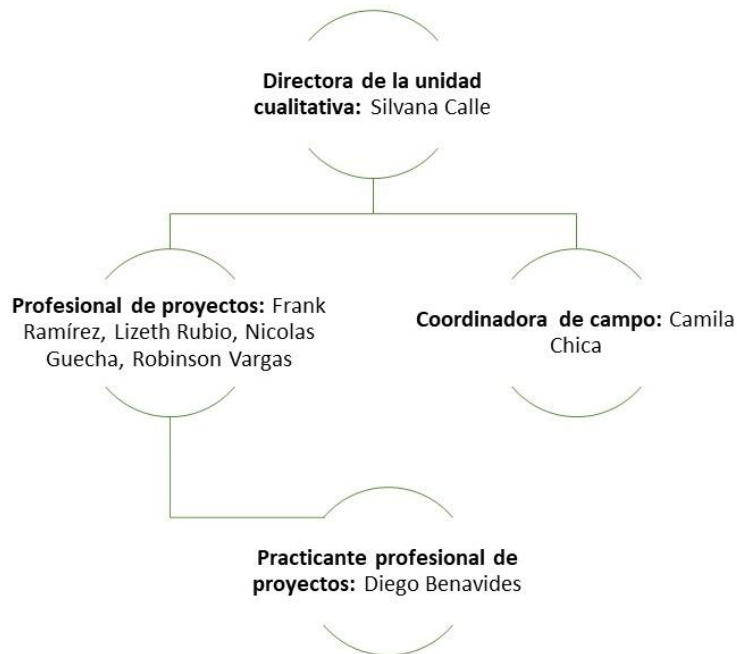 Directora de la unidad
cualitativa: Silvana Calle
Profesional de proyectos: Frank
Ramírez, Lizeth Rubio, Nicolas
Guecha, Robinson Vargas
Coordinadora de campo: Camila
Chica
Practicante profesional de
proyectos: Diego Benavides